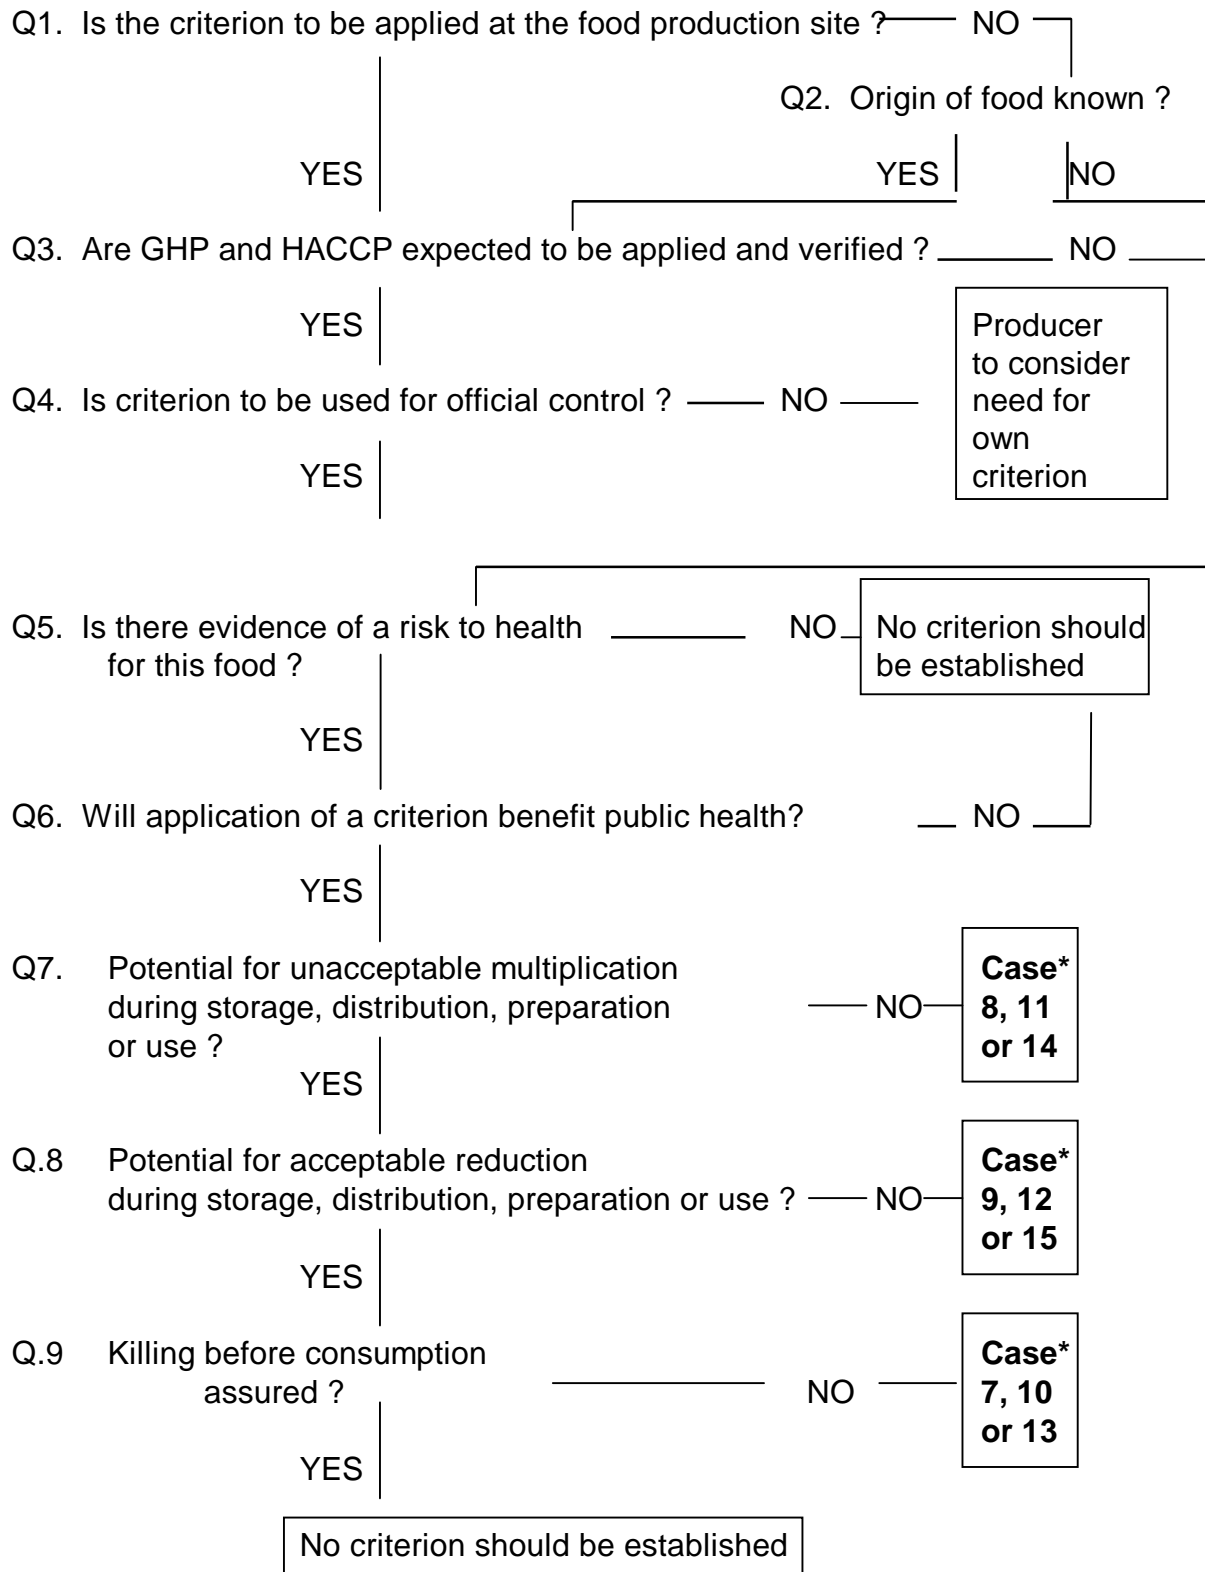 Q1. Is the criterion to be applied at the food production site ? NO
Q2. Origin of food known ?
YES YES NO
Q3. Are GHP and HACCP expected to be applied and verified ? NO
YES
Producer
to consider
need for
own
criterion
Q4. Is criterion to be used for official control ? NO
YES
Q5. Is there evidence of a risk to health
for this food ?
NO
No criterion should
be established
YES
Q6. Will application of a criterion benefit public health? NO
YES
Q7. Potential for unacceptable multiplication
during storage, distribution, preparation
or use ?
NO
Case*
8, 11
or 14
YES
Q.8 Potential for acceptable reduction
during storage, distribution, preparation or use ? NO
Case*
9, 12
or 15
YES
Q.9 Killing before consumption
assured ?
NO
Case*
7, 10
or 13
YES
No criterion should be established